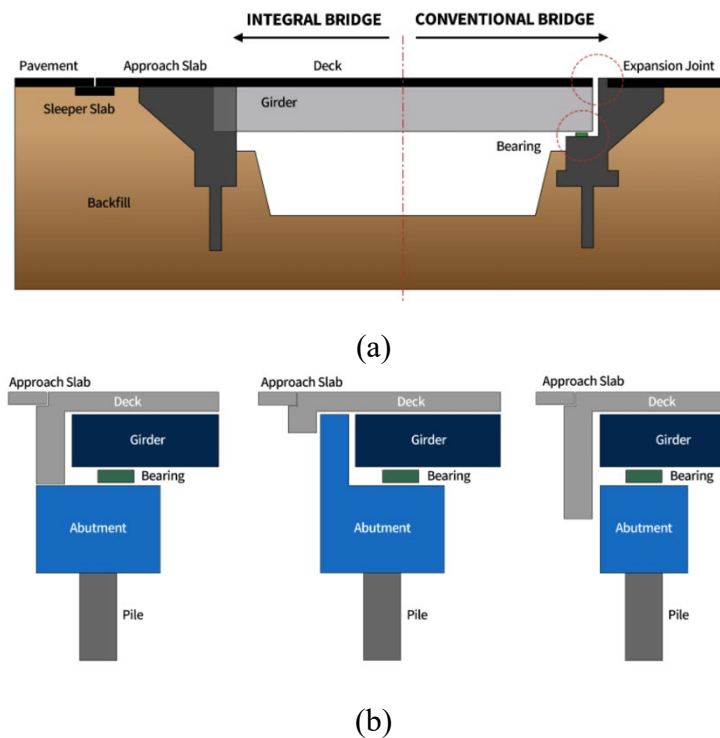 INTEGRAL BRIDGE CONVENTIONAL BRIDGE
Pavement Approach Slab Deck Expansion Joint
Sleeper Slab Girder
Bearing
Backfill
(a)
Approach Slab Approach Slab Approach Slab
Deck Deck Deck
Girder Girder Girder
Bearing Bearing Bearing
Abutment Abutment Abutment
Pile Pile Pile
(b)